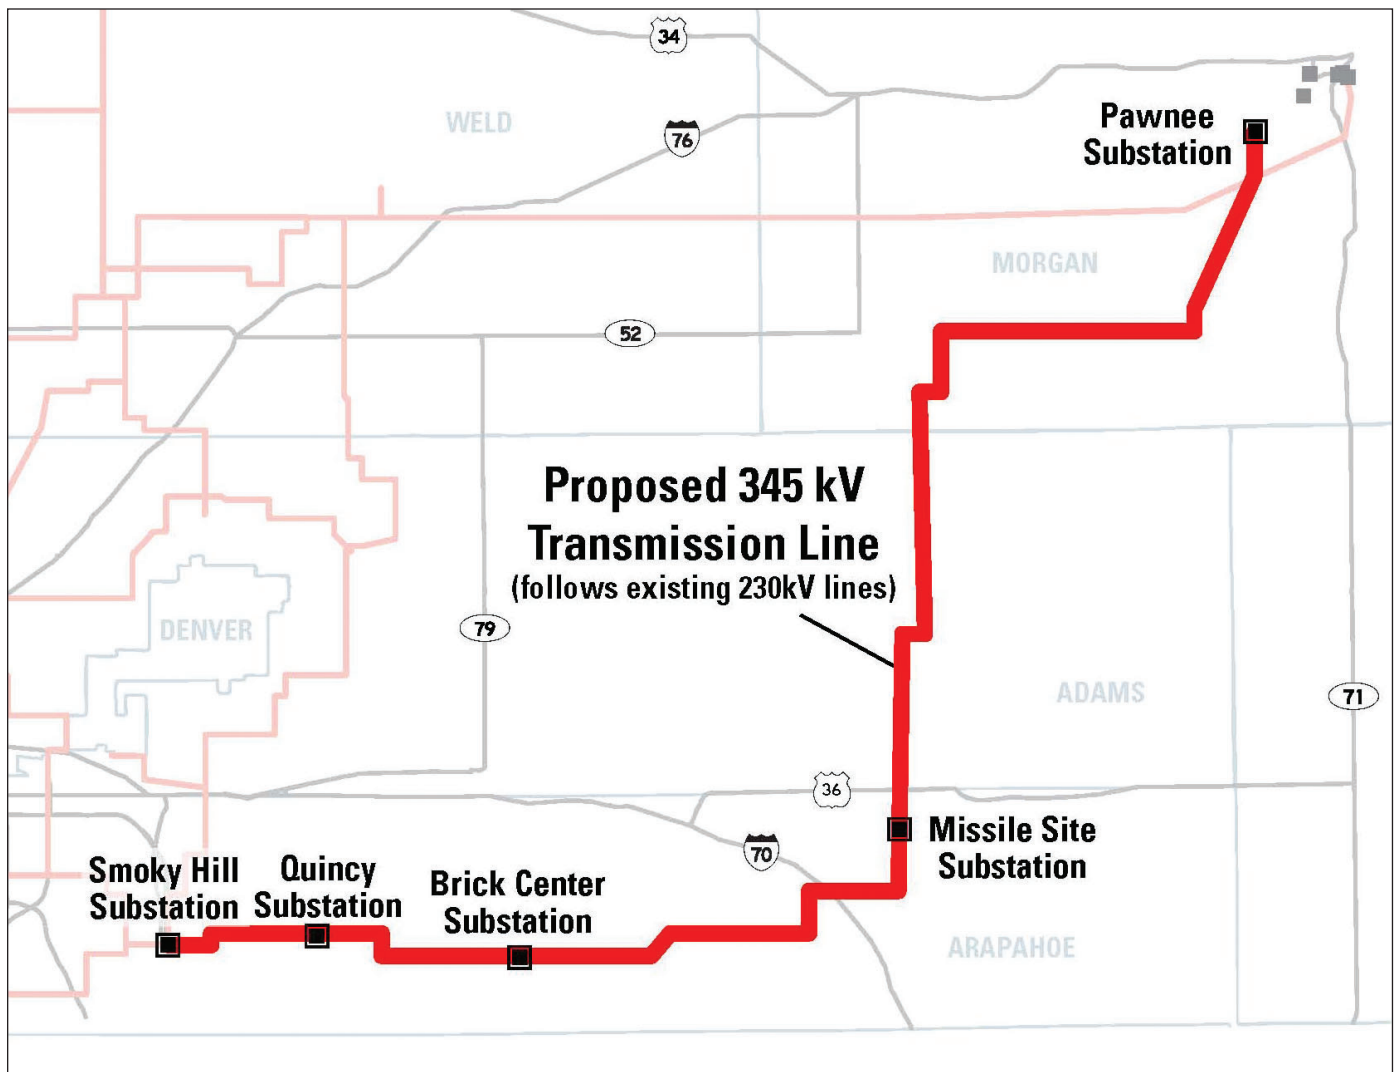 34
WELD
76
Pawnee
Substation
MORGAN
52
Proposed 345 kV
Transmission Line
(follows existing 230kV lines)
DENVER
79
ADAMS
71
36
Missile Site
Substation
70
Smoky Hill
Substation
Quincy
Substation
Brick Center
Substation
ARAPAHOE